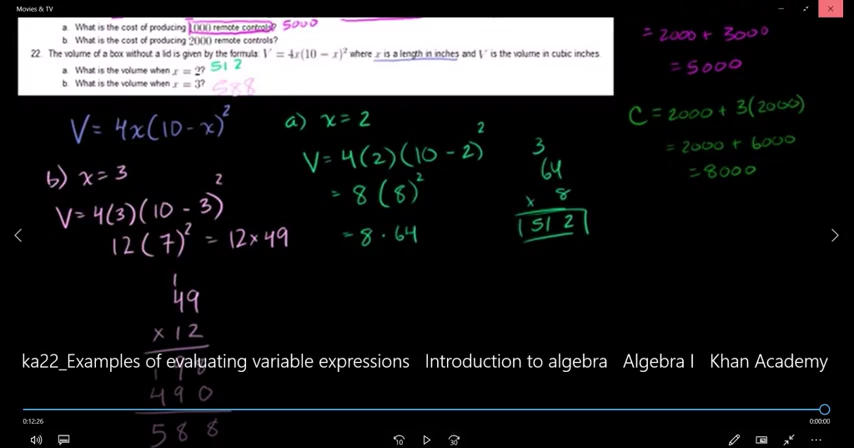 Movies & TV
a. What is the cost of producing 1000 remote controls? 5000
b. What is the cost of producing 2000 remote controls?
22. The volume of a box without a lid is given by the formula: V = 4x(10 − x)² where x is a length in inches and V is the volume in cubic inches.
a. What is the volume when x = 2? 512
b. What is the volume when x = 3? 588
= 2000 + 3000
= 5000
C = 2000 + 3(2000)
= 2000 + 6000
= 8000
V = 4x(10 - x)²
a) x = 2
V = 4(2)(10 - 2)²
= 8(8)²
= 8 · 64
3
64
x 8
512
b) x = 3
V = 4(3)(10 - 3)²
12(7)² = 12 x 49
1
49
x 12
ka22_Examples of evaluating variable expressions Introduction to algebra Algebra I Khan Academy
490
588
0:12:26
0:00:00
10
30